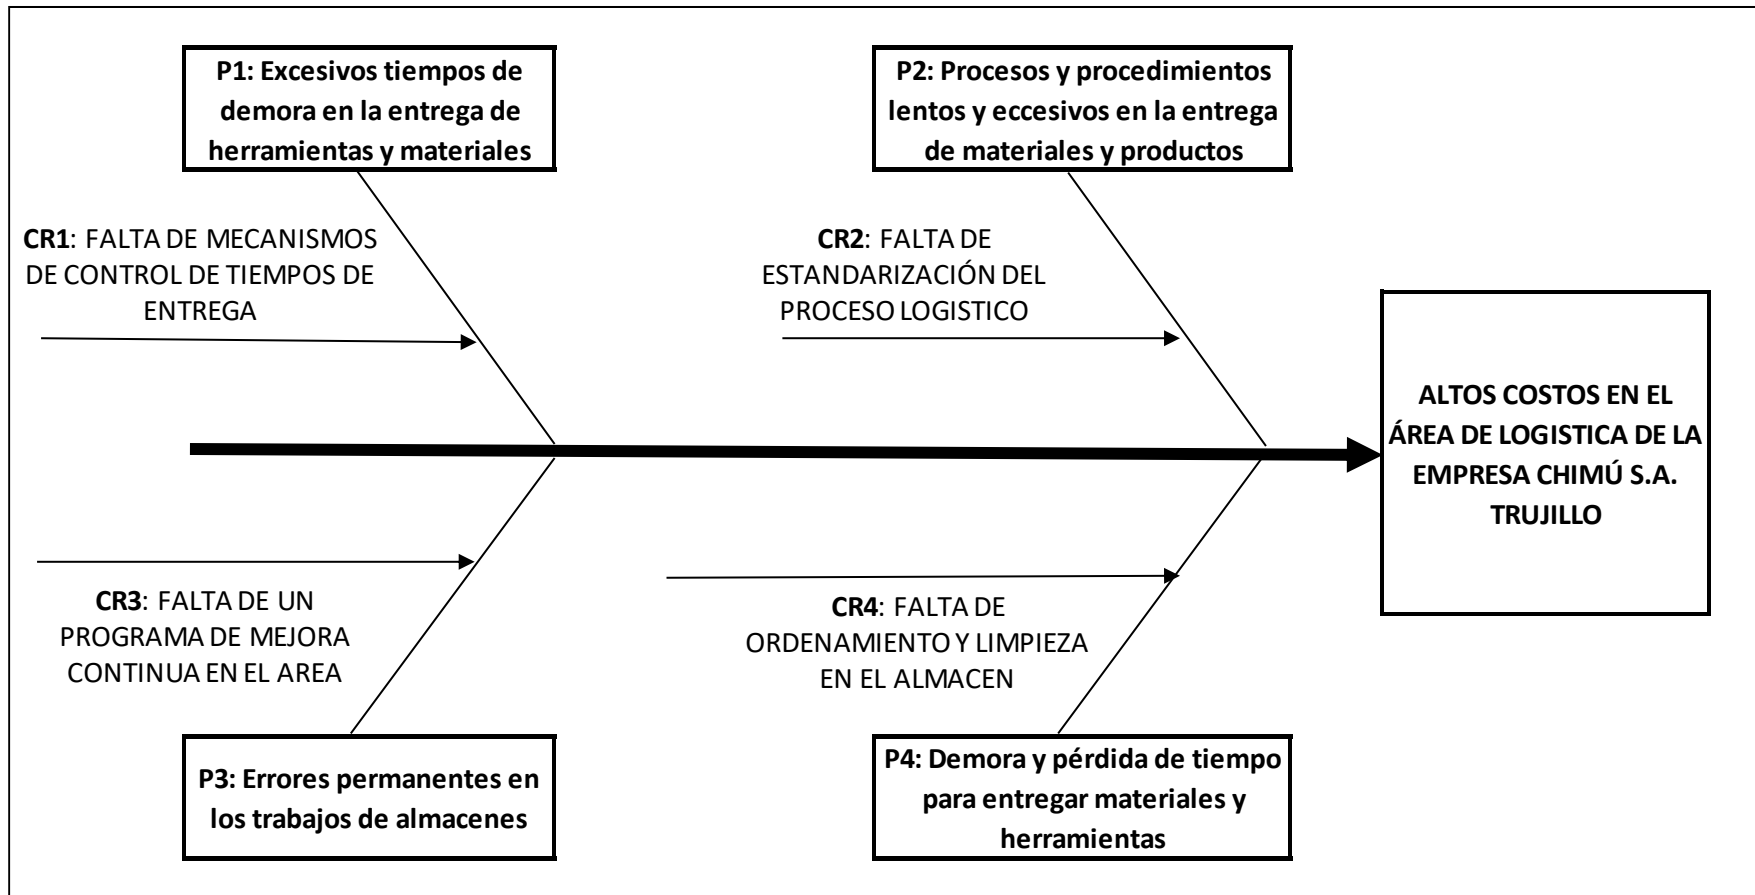 P1: Excesivos tiempos de
demora en la entrega de
herramientas y materiales
P2: Procesos y procedimientos
lentos y eccesivos en la entrega
de materiales y productos
CR1: FALTA DE MECANISMOS
DE CONTROL DE TIEMPOS DE
ENTREGA
CR2: FALTA DE
ESTANDARIZACIÓN DEL
PROCESO LOGISTICO
ALTOS COSTOS EN EL
ÁREA DE LOGISTICA DE LA
EMPRESA CHIMÚ S.A.
TRUJILLO
CR3: FALTA DE UN
PROGRAMA DE MEJORA
CONTINUA EN EL AREA
CR4: FALTA DE
ORDENAMIENTO Y LIMPIEZA
EN EL ALMACEN
P3: Errores permanentes en
los trabajos de almacenes
P4: Demora y pérdida de tiempo
para entregar materiales y
herramientas